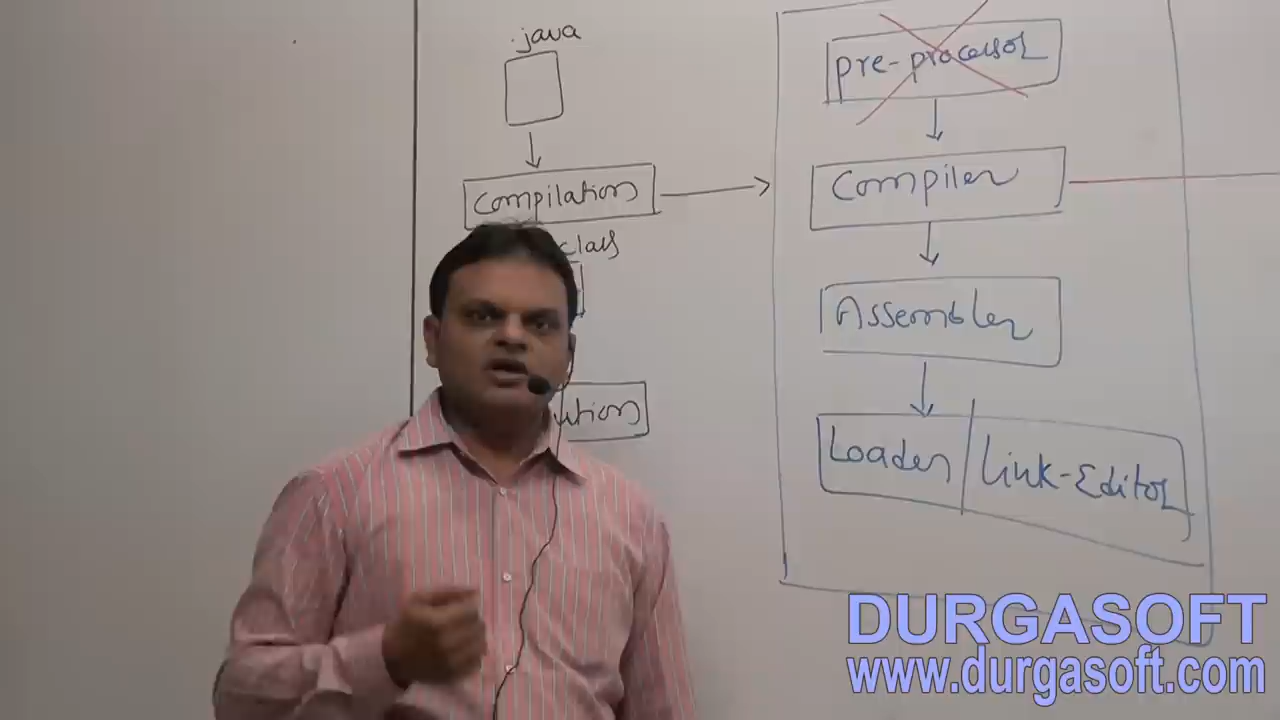 .java
Compilation
class
ution
pre-processor
Compiler
Assembler
Loader
Link-Editor
DURGASOFT
www.durgasoft.com